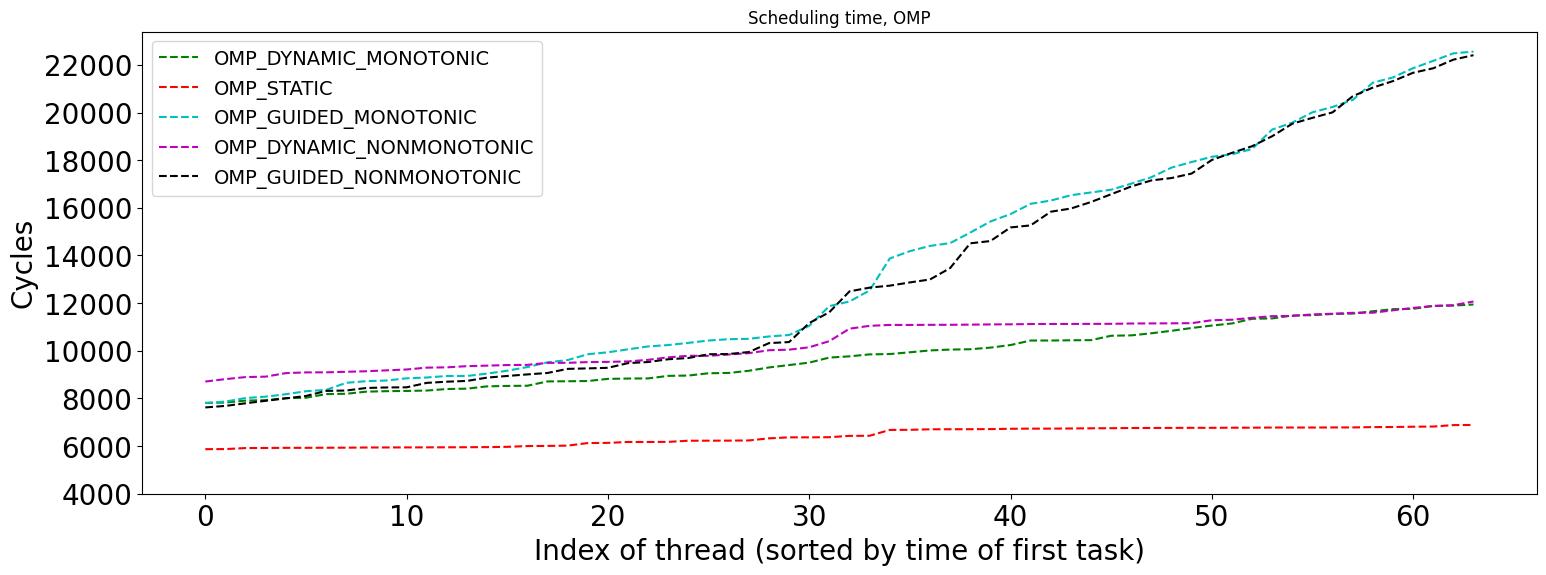 Scheduling time, OMP
OMP_DYNAMIC_MONOTONIC
OMP_STATIC
OMP_GUIDED_MONOTONIC
OMP_DYNAMIC_NONMONOTONIC
OMP_GUIDED_NONMONOTONIC
Cycles
22000
20000
18000
16000
14000
12000
10000
8000
6000
4000
0 10 20 30 40 50 60
Index of thread (sorted by time of first task)